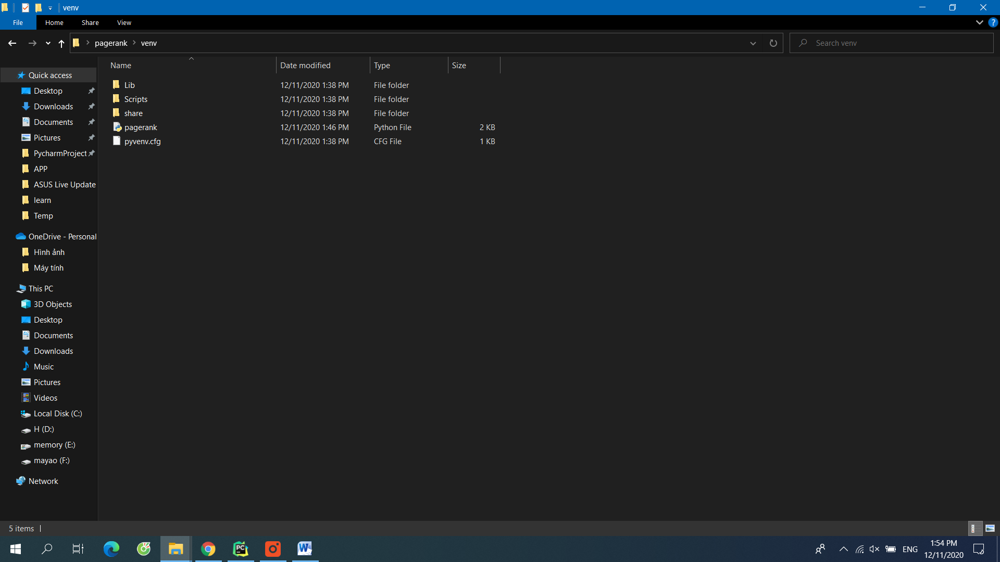 venv
File Home Share View
pagerank venv
Search venv
Name Date modified Type Size
Lib 12/11/2020 1:38 PM File folder
Scripts 12/11/2020 1:38 PM File folder
share 12/11/2020 1:38 PM File folder
pagerank 12/11/2020 1:46 PM Python File 2 KB
pyvenv.cfg 12/11/2020 1:38 PM CFG File 1 KB
Quick access
Desktop
Downloads
Documents
Pictures
PycharmProject
APP
ASUS Live Update
learn
Temp
OneDrive - Personal
Hình ảnh
Máy tính
This PC
3D Objects
Desktop
Documents
Downloads
Music
Pictures
Videos
Local Disk (C:)
H (D:)
memory (E:)
mayao (F:)
Network
5 items
PC
W
ENG
1:54 PM
12/11/2020